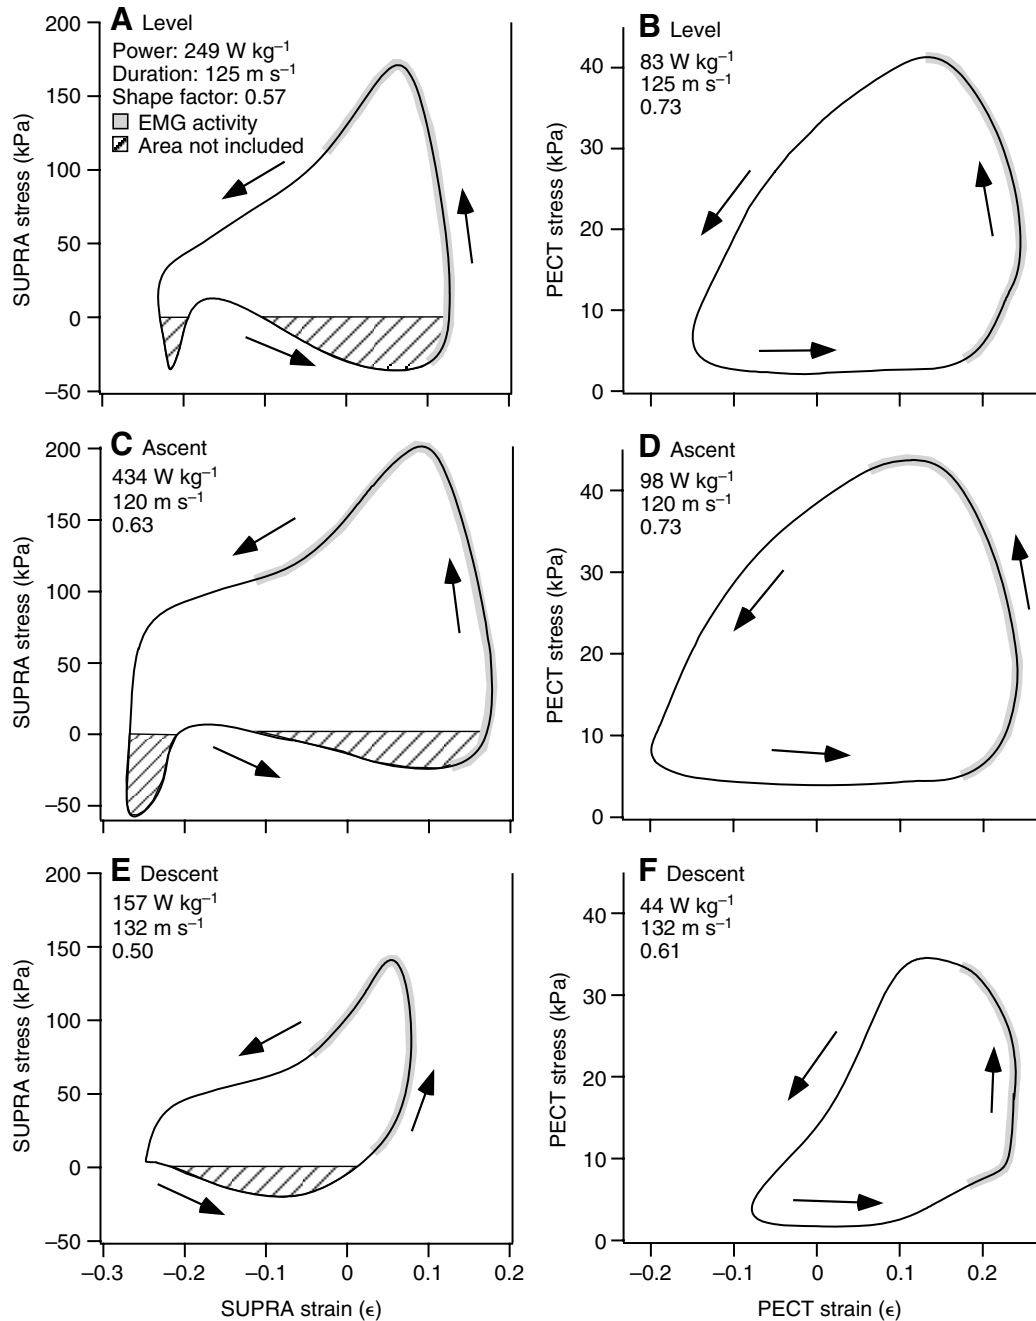 A Level
Power: 249 W kg⁻¹
Duration: 125 m s⁻¹
Shape factor: 0.57
EMG activity
Area not included
200
150
100
50
0
–50
SUPRA stress (kPa)
B Level
83 W kg⁻¹
125 m s⁻¹
0.73
40
30
20
10
0
PECT stress (kPa)
C Ascent
434 W kg⁻¹
120 m s⁻¹
0.63
200
150
100
50
0
–50
SUPRA stress (kPa)
D Ascent
98 W kg⁻¹
120 m s⁻¹
0.73
40
30
20
10
0
PECT stress (kPa)
E Descent
157 W kg⁻¹
132 m s⁻¹
0.50
200
150
100
50
0
–50
SUPRA stress (kPa)
–0.3 –0.2 –0.1 0 0.1 0.2
SUPRA strain (ϵ)
F Descent
44 W kg⁻¹
132 m s⁻¹
0.61
40
30
20
10
0
PECT stress (kPa)
–0.2 –0.1 0 0.1 0.2
PECT strain (ϵ)